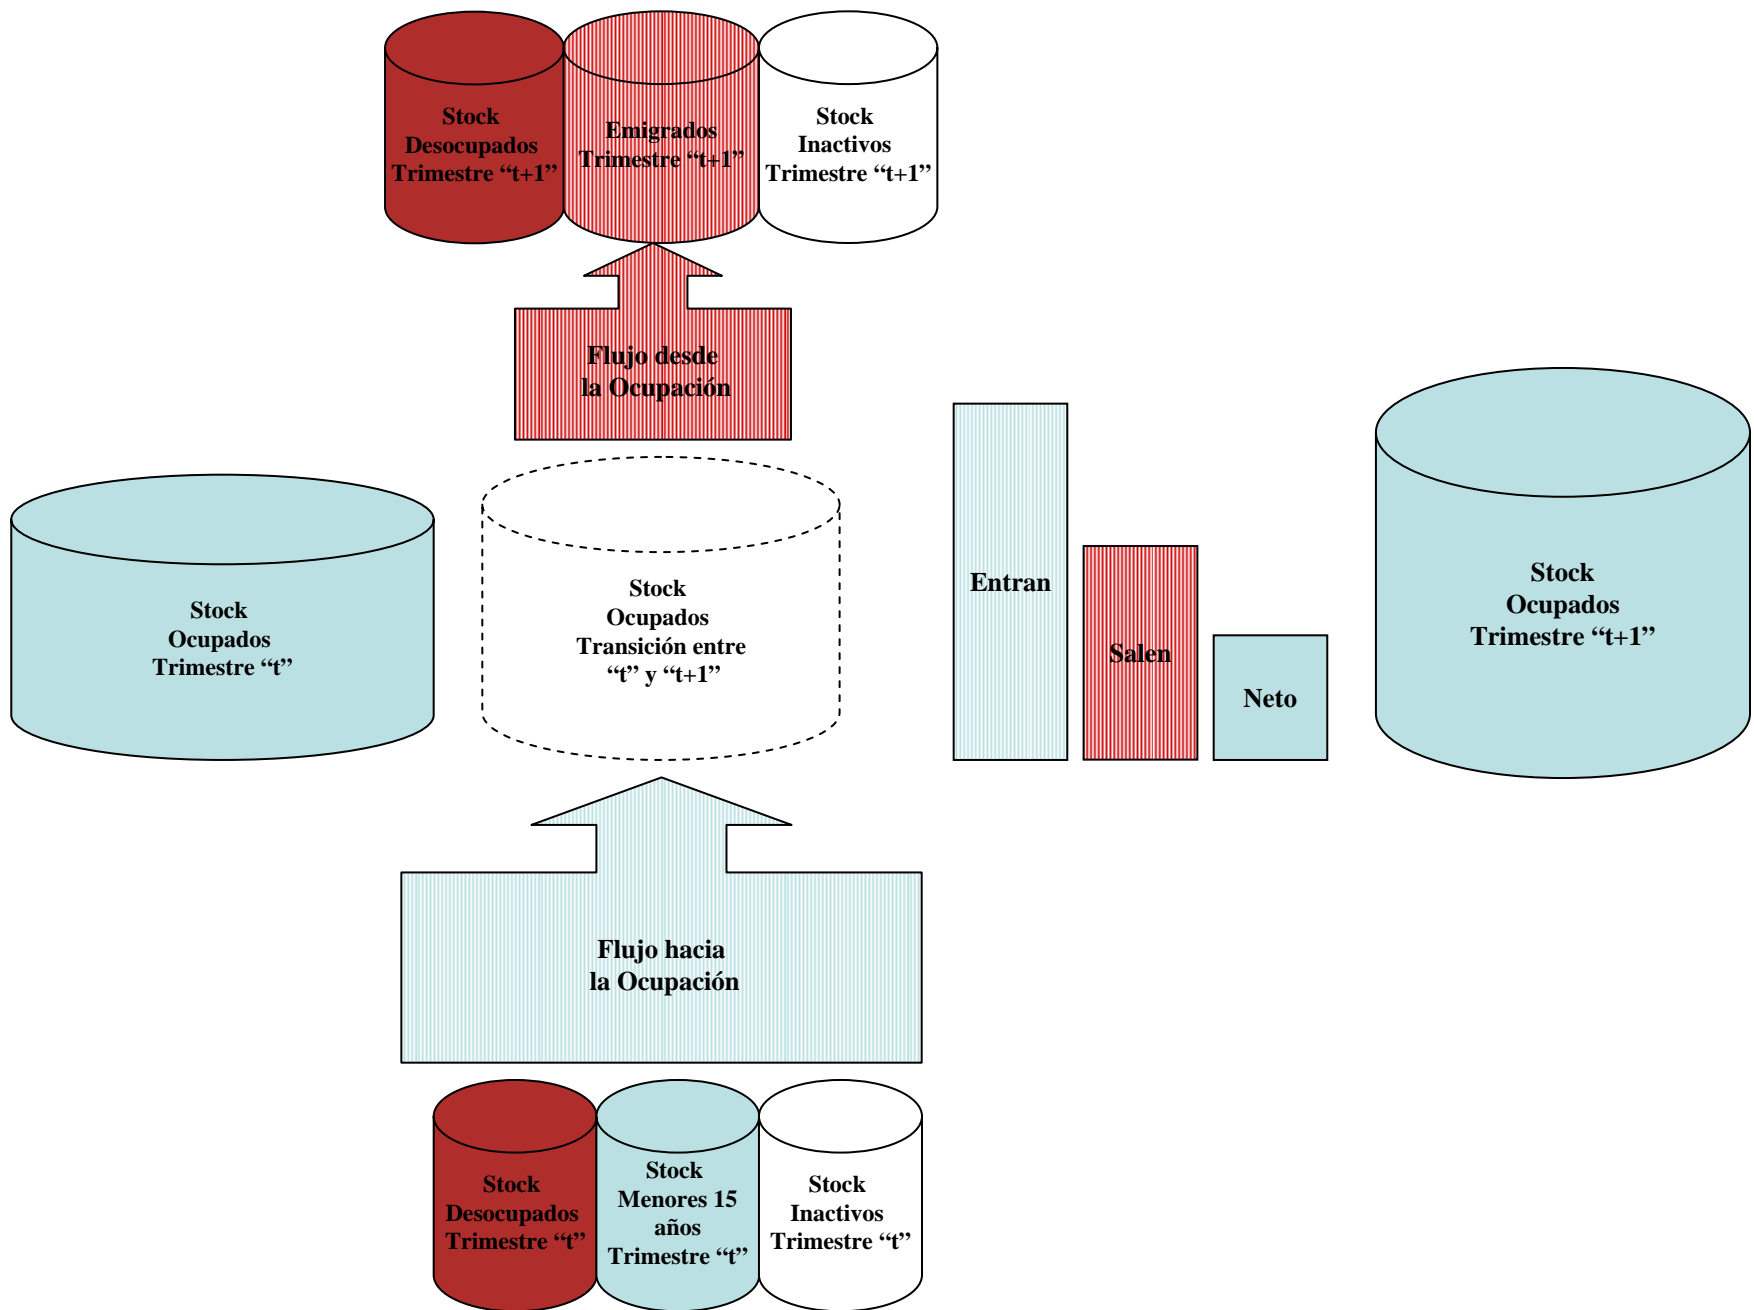 Stock
Desocupados
Trimestre “t+1”
Emigrados
Trimestre “t+1”
Stock
Inactivos
Trimestre “t+1”
Flujo desde
la Ocupación
Stock
Ocupados
Trimestre “t”
Stock
Ocupados
Transición entre
“t” y “t+1”
Entran
Salen
Neto
Stock
Ocupados
Trimestre “t+1”
Flujo hacia
la Ocupación
Stock
Desocupados
Trimestre “t”
Stock
Menores 15
años
Trimestre “t”
Stock
Inactivos
Trimestre “t”